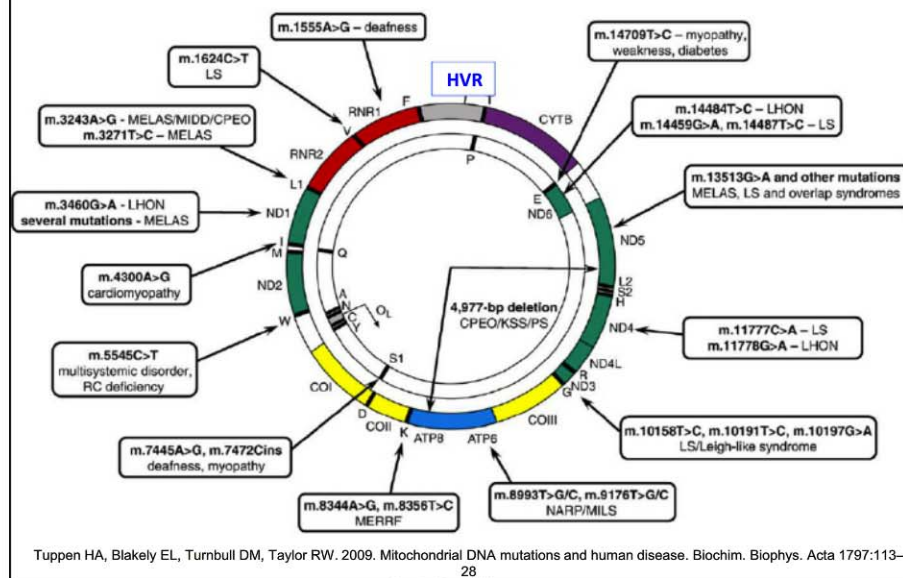 m.1555A>G – deafness
m.14709T>C – myopathy,
weakness, diabetes
m.1624C>T
LS
HVR
m.3243A>G - MELAS/MIDD/CPEO
m.3271T>C – MELAS
m.14484T>C – LHON
m.14459G>A, m.14487T>C – LS
m.3460G>A - LHON
several mutations - MELAS
m.13513G>A and other mutations
MELAS, LS and overlap syndromes
m.4300A>G
cardiomyopathy
m.11777C>A – LS
m.11778G>A – LHON
m.5545C>T
multisystemic disorder,
RC deficiency
m.10158T>C, m.10191T>C, m.10197G>A
LS/Leigh-like syndrome
m.7445A>G, m.7472Cins
deafness, myopathy
m.8344A>G, m.8356T>C
MERRF
m.8993T>G/C, m.9176T>G/C
NARP/MILS
4,977-bp deletion
CPEO/KSS/PS
F
RNR1
V
RNR2
L1
ND1
I
M
ND2
W
COI
D
COII
K
ATP8
ATP6
COIII
G
ND3
R
ND4L
ND4
H
S2
L2
ND5
CYTB
T
P
E
ND6
Q
A
N
C
Y
OL
S1
Tuppen HA, Blakely EL, Turnbull DM, Taylor RW. 2009. Mitochondrial DNA mutations and human disease. Biochim. Biophys. Acta 1797:113–
28